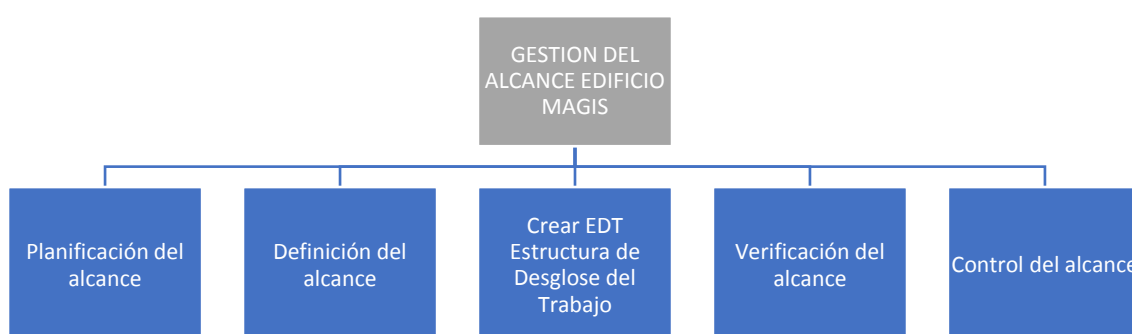 GESTION DEL
ALCANCE EDIFICIO
MAGIS
Planificación del
alcance
Definición del
alcance
Crear EDT
Estructura de
Desglose del
Trabajo
Verificación del
alcance
Control del alcance